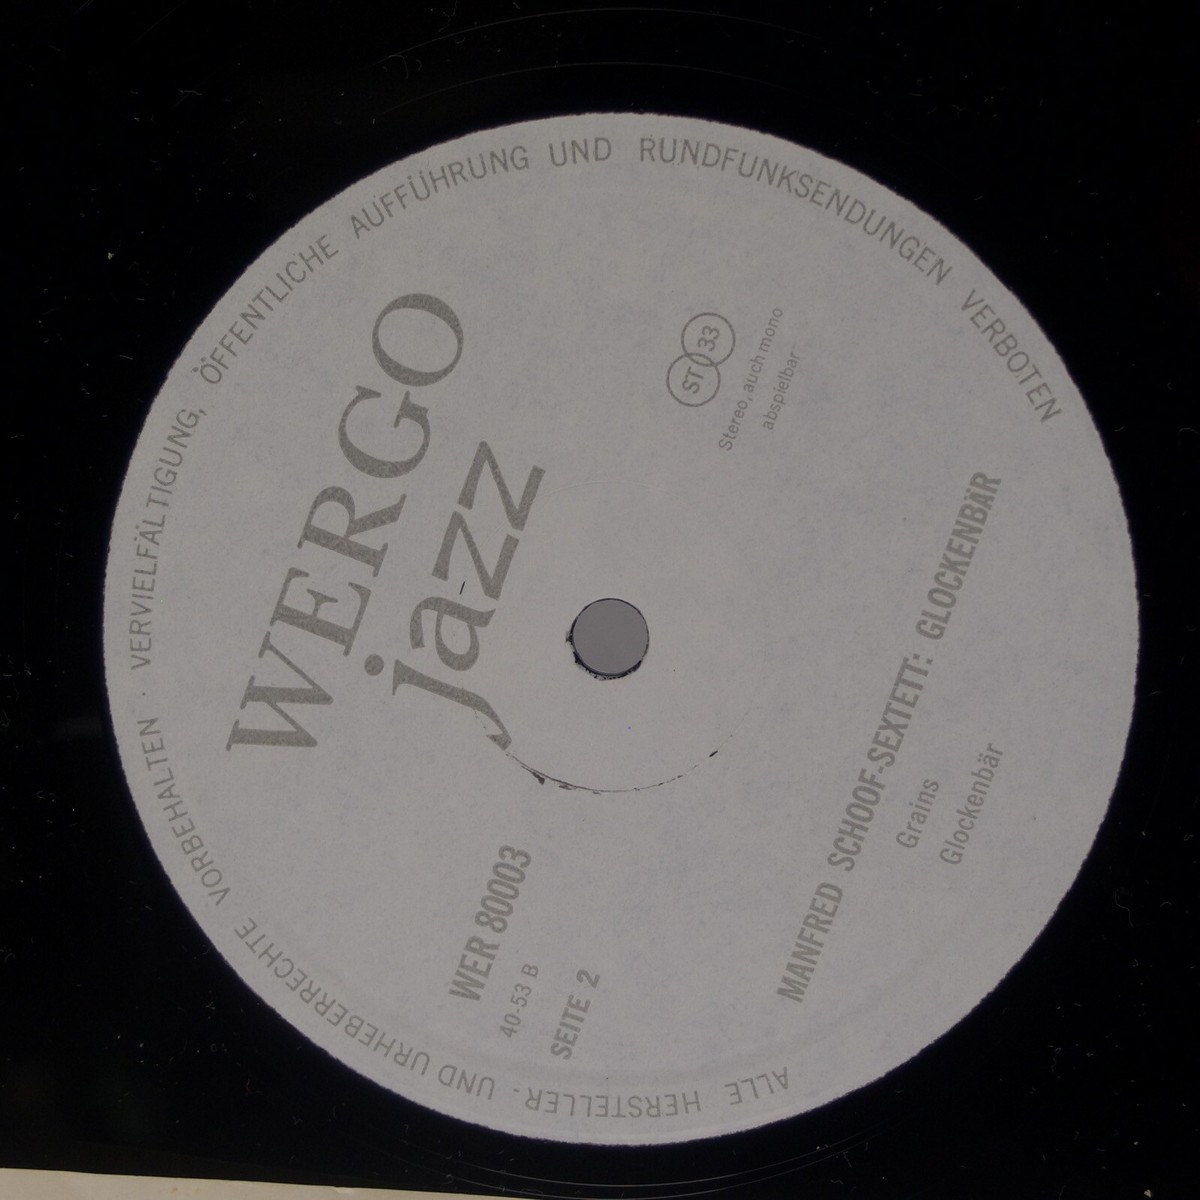 ALLE HERSTELLER- UND URHEBERRECHTE VORBEHALTEN · VERVIELFÄLTIGUNG, ÖFFENTLICHE AUFFÜHRUNG UND RUNDFUNKSENDUNGEN VERBOTEN
WERGO
jazz
WER 80003
40-53 B
SEITE 2
ST 33
Stereo, auch mono
abspielbar
MANFRED SCHOOF-SEXTETT: GLOCKENBÄR
Grains
Glockenbär